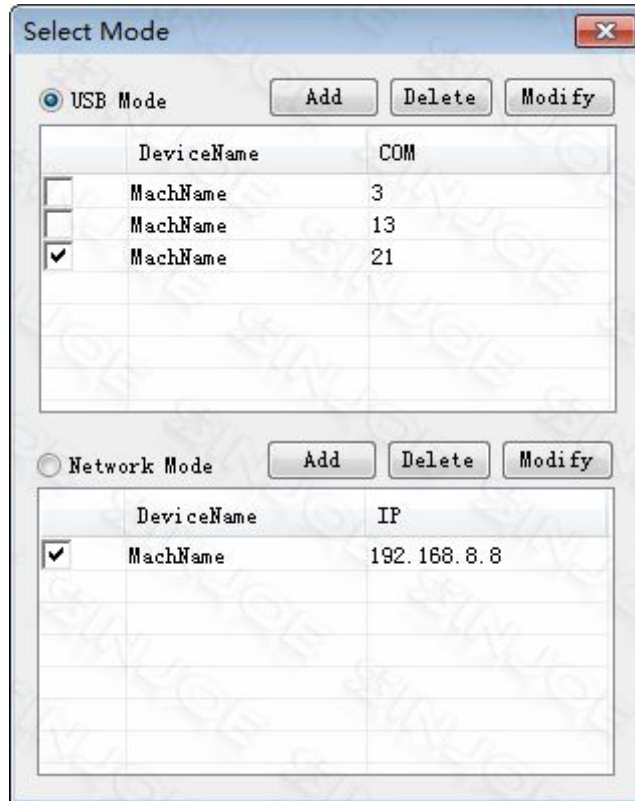 Select Mode
USB Mode Add Delete Modify
DeviceName COM
MachName 3
MachName 13
MachName 21
Network Mode Add Delete Modify
DeviceName IP
MachName 192.168.8.8